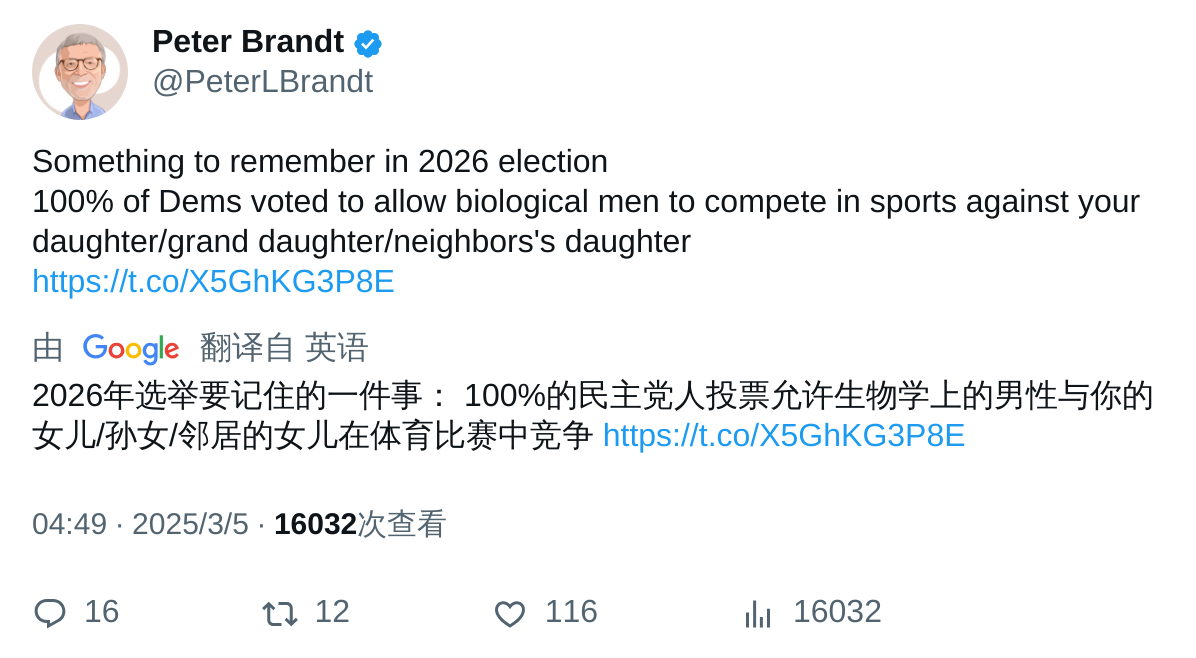 Peter Brandt
@PeterLBrandt
Something to remember in 2026 election
100% of Dems voted to allow biological men to compete in sports against your
daughter/grand daughter/neighbors's daughter
https://t.co/X5GhKG3P8E
由 Google 翻译自 英语
2026年选举要记住的一件事： 100%的民主党人投票允许生物学上的男性与你的
女儿/孙女/邻居的女儿在体育比赛中竞争 https://t.co/X5GhKG3P8E
04:49 · 2025/3/5 · 16032次查看
16 12 116 16032